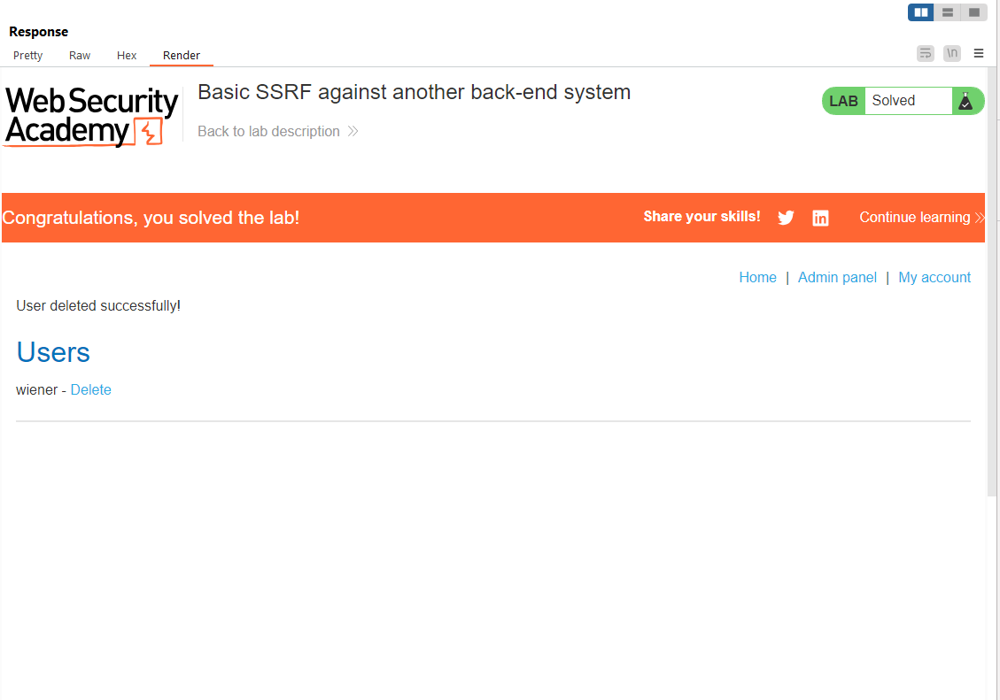 Response
Pretty Raw Hex Render
\n
Web Security
Academy
Basic SSRF against another back-end system
Back to lab description
LAB Solved
Congratulations, you solved the lab!
Share your skills!
Continue learning
Home | Admin panel | My account
User deleted successfully!
Users
wiener - Delete